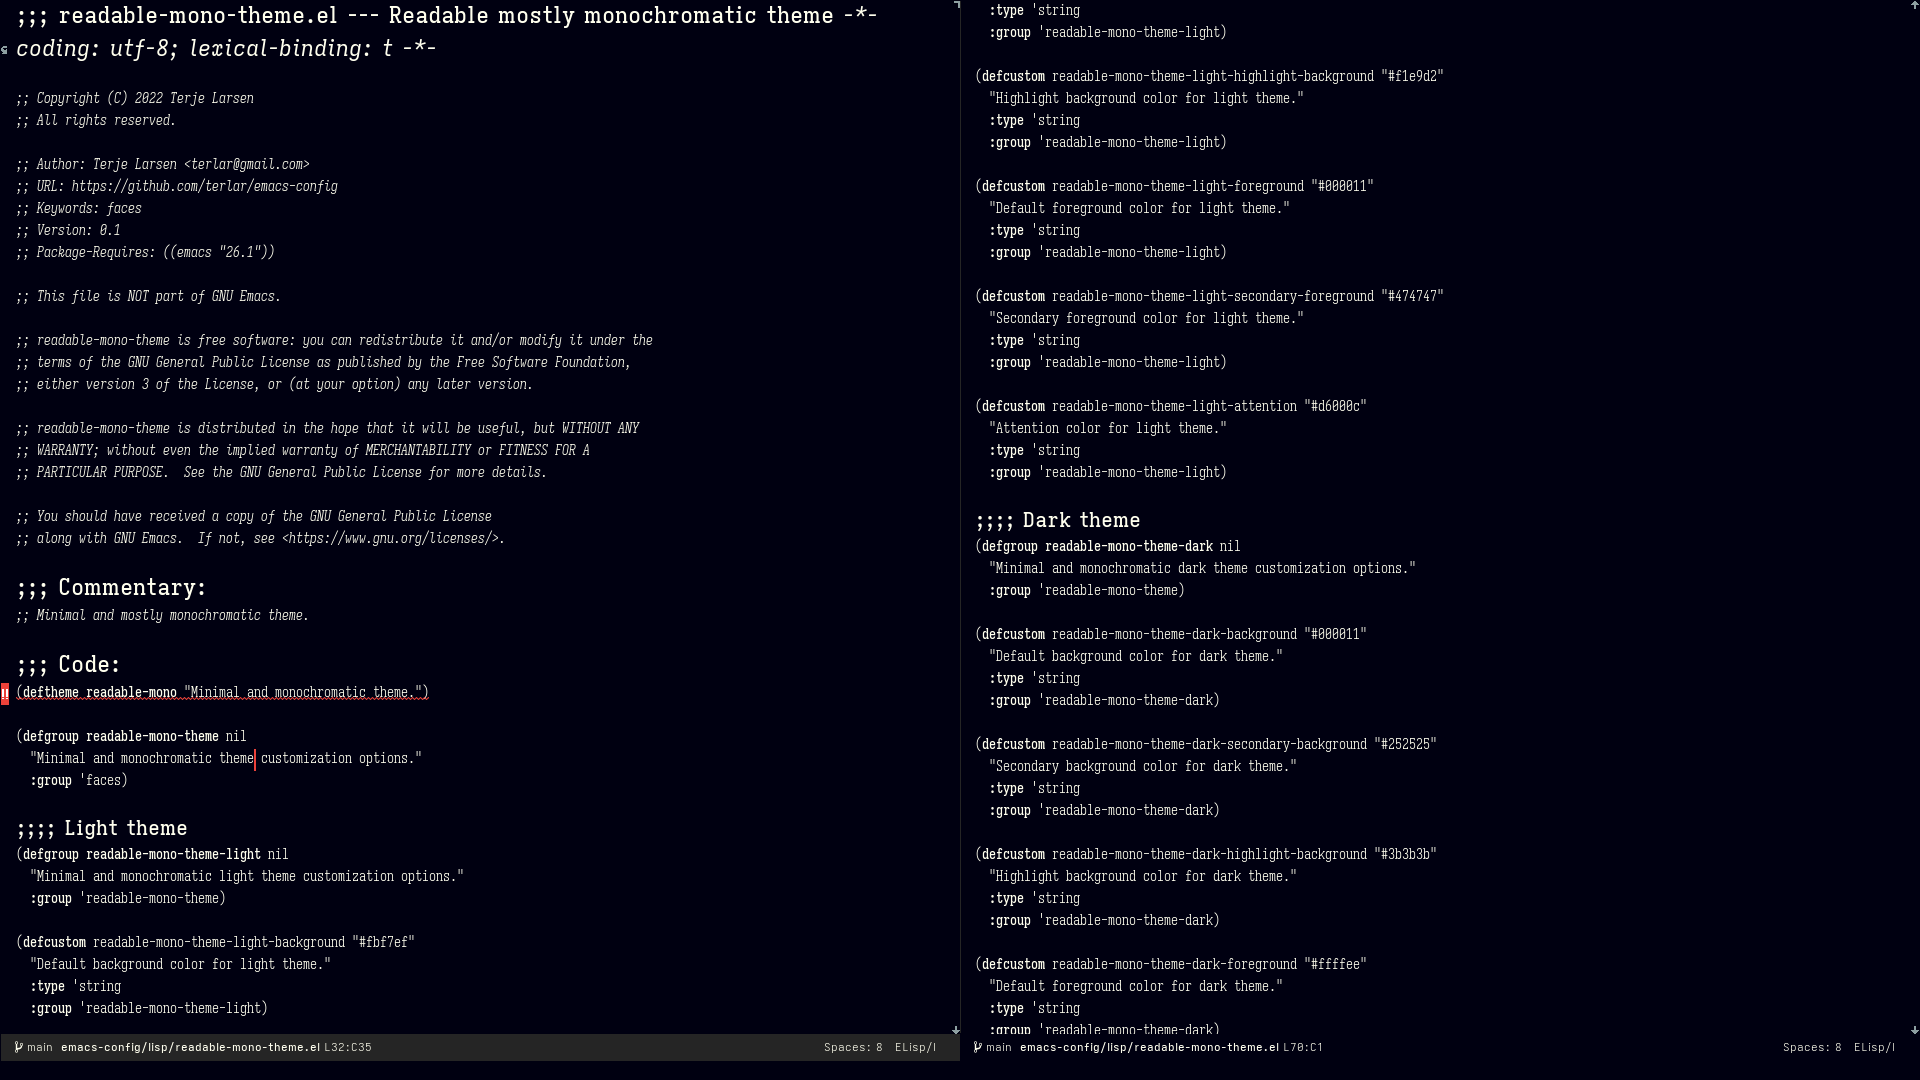 ;;; readable-mono-theme.el --- Readable mostly monochromatic theme -*-
coding: utf-8; lexical-binding: t -*-
;; Copyright (C) 2022 Terje Larsen
;; All rights reserved.
;; Author: Terje Larsen <terlar@gmail.com>
;; URL: https://github.com/terlar/emacs-config
;; Keywords: faces
;; Version: 0.1
;; Package-Requires: ((emacs "26.1"))
;; This file is NOT part of GNU Emacs.
;; readable-mono-theme is free software: you can redistribute it and/or modify it under the
;; terms of the GNU General Public License as published by the Free Software Foundation,
;; either version 3 of the License, or (at your option) any later version.
;; readable-mono-theme is distributed in the hope that it will be useful, but WITHOUT ANY
;; WARRANTY; without even the implied warranty of MERCHANTABILITY or FITNESS FOR A
;; PARTICULAR PURPOSE.  See the GNU General Public License for more details.
;; You should have received a copy of the GNU General Public License
;; along with GNU Emacs.  If not, see <https://www.gnu.org/licenses/>.
;;; Commentary:
;; Minimal and mostly monochromatic theme.
;;; Code:
!! (deftheme readable-mono "Minimal and monochromatic theme.")
(defgroup readable-mono-theme nil
  "Minimal and monochromatic theme customization options."
  :group 'faces)
;;;; Light theme
(defgroup readable-mono-theme-light nil
  "Minimal and monochromatic light theme customization options."
  :group 'readable-mono-theme)
(defcustom readable-mono-theme-light-background "#fbf7ef"
  "Default background color for light theme."
  :type 'string
  :group 'readable-mono-theme-light)
main emacs-config/lisp/readable-mono-theme.el L32:C35 Spaces: 8 ELisp/l
  :type 'string
  :group 'readable-mono-theme-light)
(defcustom readable-mono-theme-light-highlight-background "#f1e9d2"
  "Highlight background color for light theme."
  :type 'string
  :group 'readable-mono-theme-light)
(defcustom readable-mono-theme-light-foreground "#000011"
  "Default foreground color for light theme."
  :type 'string
  :group 'readable-mono-theme-light)
(defcustom readable-mono-theme-light-secondary-foreground "#474747"
  "Secondary foreground color for light theme."
  :type 'string
  :group 'readable-mono-theme-light)
(defcustom readable-mono-theme-light-attention "#d6000c"
  "Attention color for light theme."
  :type 'string
  :group 'readable-mono-theme-light)
;;;; Dark theme
(defgroup readable-mono-theme-dark nil
  "Minimal and monochromatic dark theme customization options."
  :group 'readable-mono-theme)
(defcustom readable-mono-theme-dark-background "#000011"
  "Default background color for dark theme."
  :type 'string
  :group 'readable-mono-theme-dark)
(defcustom readable-mono-theme-dark-secondary-background "#252525"
  "Secondary background color for dark theme."
  :type 'string
  :group 'readable-mono-theme-dark)
(defcustom readable-mono-theme-dark-highlight-background "#3b3b3b"
  "Highlight background color for dark theme."
  :type 'string
  :group 'readable-mono-theme-dark)
(defcustom readable-mono-theme-dark-foreground "#ffffee"
  "Default foreground color for dark theme."
  :type 'string
  :group 'readable-mono-theme-dark)
main emacs-config/lisp/readable-mono-theme.el L70:C1 Spaces: 8 ELisp/l